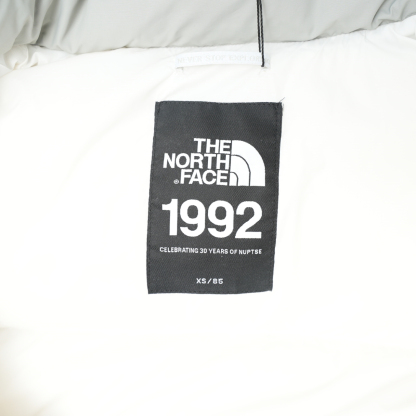 THE
NORTH
FACE
1992
CELEBRATING 30 YEARS OF NUPTSE
XS/85